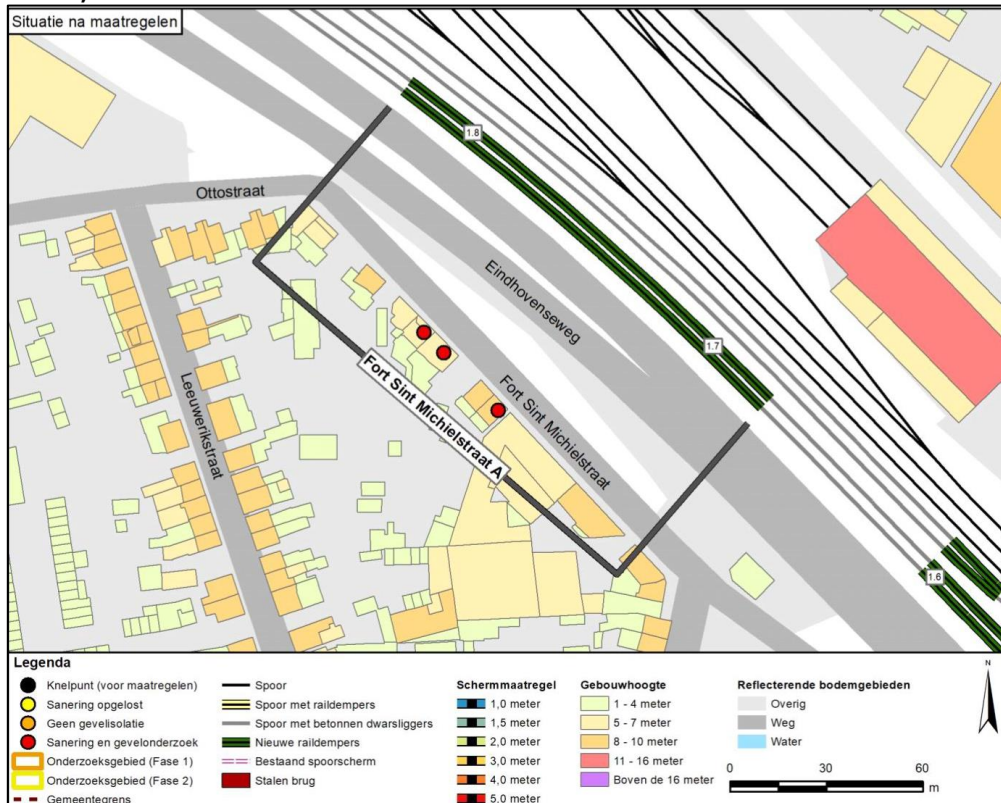 Situatie na maatregelen
Ottostraat
1.8
Eindhovenseweg
1.7
Fort Sint Michielstraat
Fort Sint Michielstraat A
Leeuwerikstraat
1.6
Legenda
Knelpunt (voor maatregelen)
Sanering opgelost
Geen gevelisolatie
Sanering en gevelonderzoek
Onderzoeksgebied (Fase 1)
Onderzoeksgebied (Fase 2)
Gemeentegrens
Spoor
Spoor met raildempers
Spoor met betonnen dwarsliggers
Nieuwe raildempers
Bestaand spoorscherm
Stalen brug
Schermmaatregel
1,0 meter
1,5 meter
2,0 meter
3,0 meter
4,0 meter
5,0 meter
Gebouwhoogte
1 - 4 meter
5 - 7 meter
8 - 10 meter
11 - 16 meter
Boven de 16 meter
Reflecterende bodemgebieden
Overig
Weg
Water
N
0 30 60
m